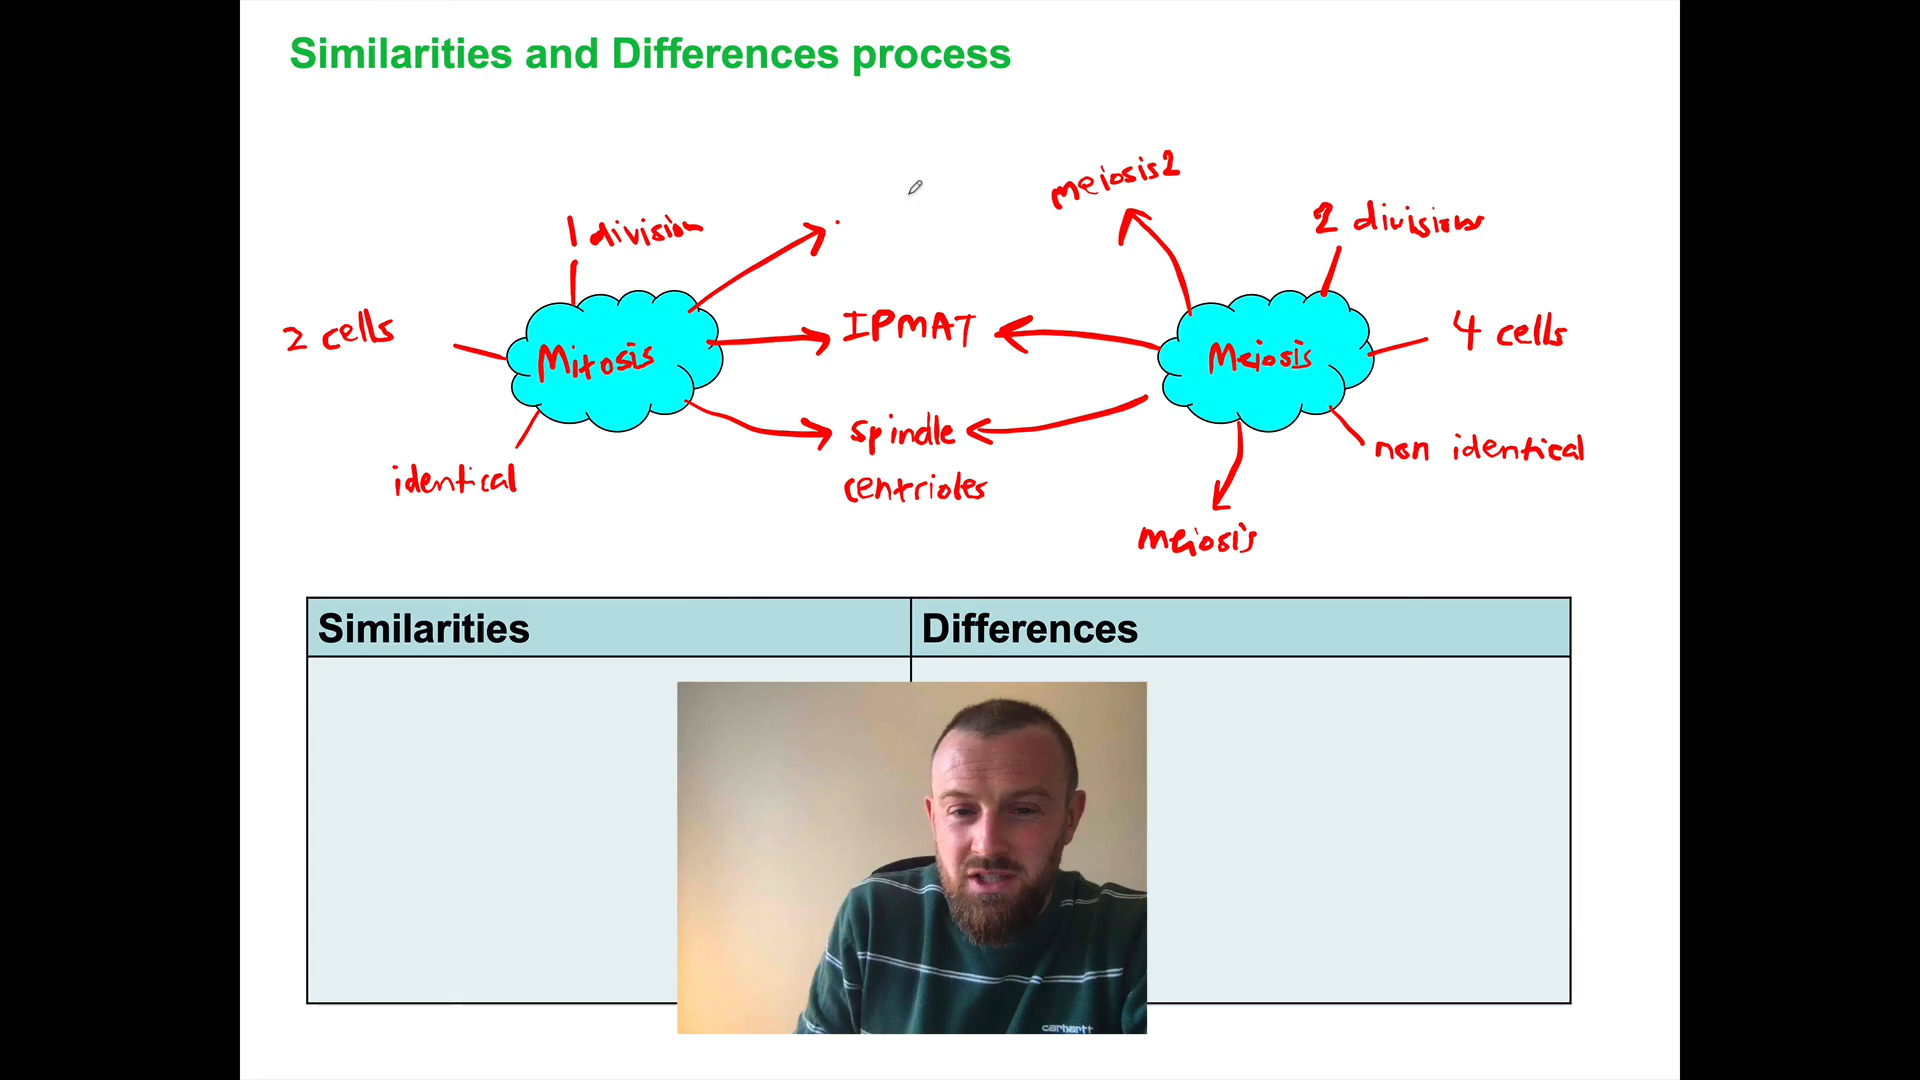 Similarities and Differences process
meiosis2
1 division
2 divisions
2 cells
IPMAT
4 cells
Mitosis
Meiosis
spindle
non identical
identical
centrioles
meiosis
Similarities
Differences
carhartt